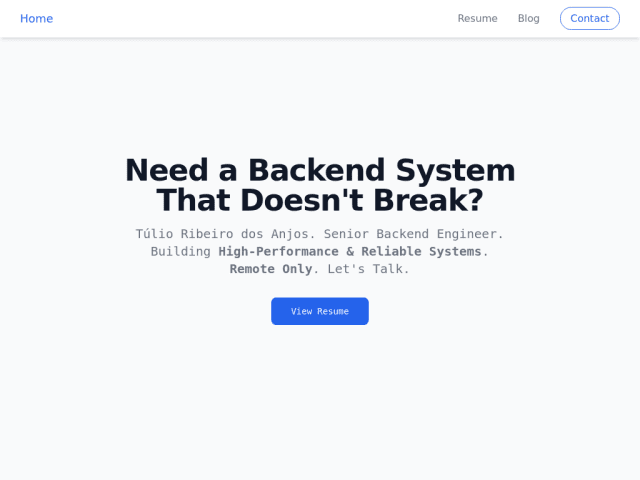 Home
Resume
Blog
Contact
Need a Backend System
That Doesn't Break?
Túlio Ribeiro dos Anjos. Senior Backend Engineer.
Building High-Performance & Reliable Systems.
Remote Only. Let's Talk.
View Resume